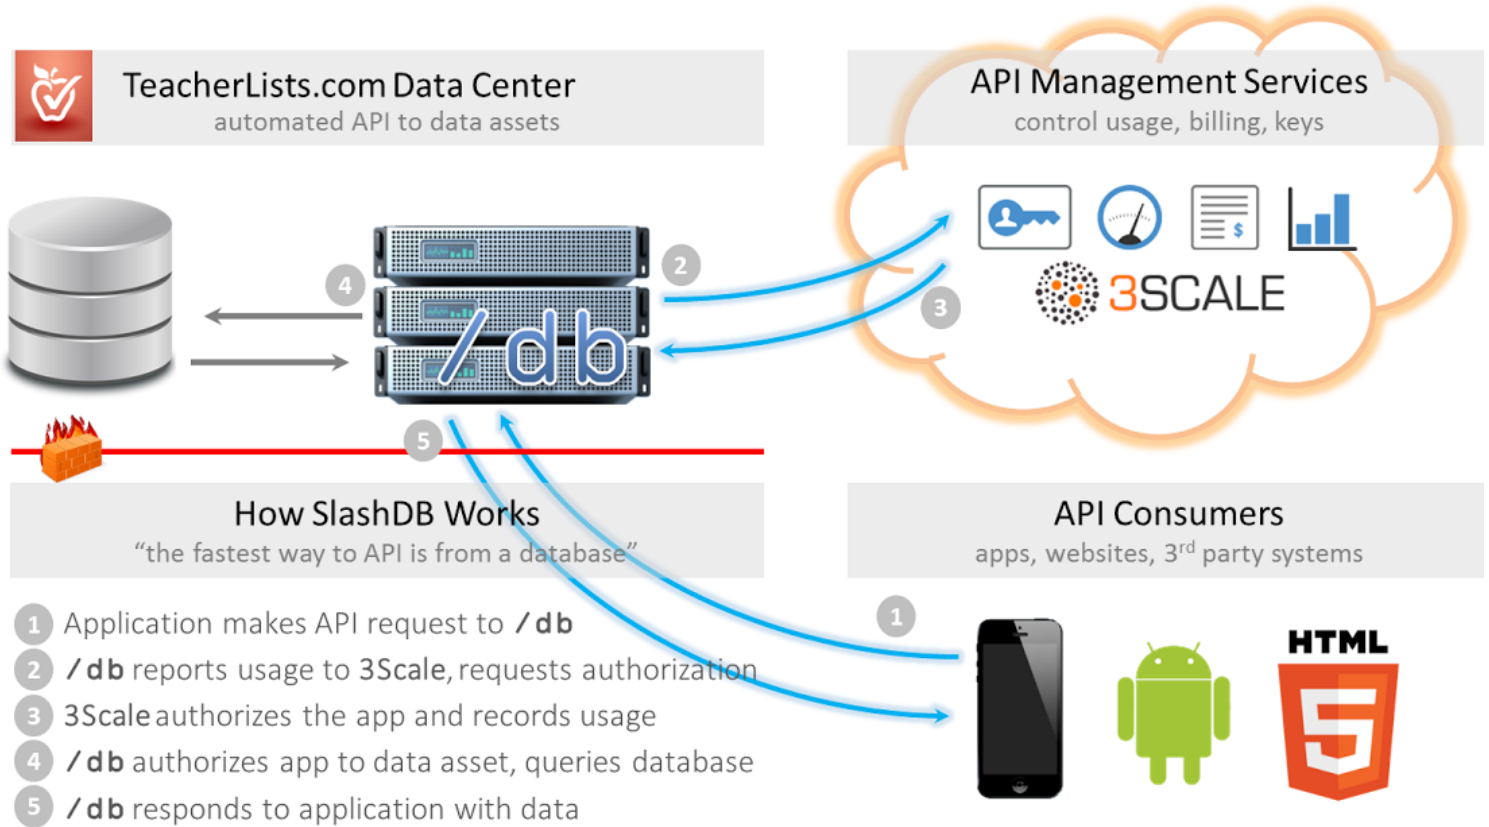 TeacherLists.com Data Center
automated API to data assets
API Management Services
control usage, billing, keys
$
3SCALE
2
3
4
/db
5
How SlashDB Works
“the fastest way to API is from a database”
1 Application makes API request to /db
2 /db reports usage to 3Scale, requests authorization
3 3Scale authorizes the app and records usage
4 /db authorizes app to data asset, queries database
5 /db responds to application with data
API Consumers
apps, websites, 3rd party systems
1
HTML
5